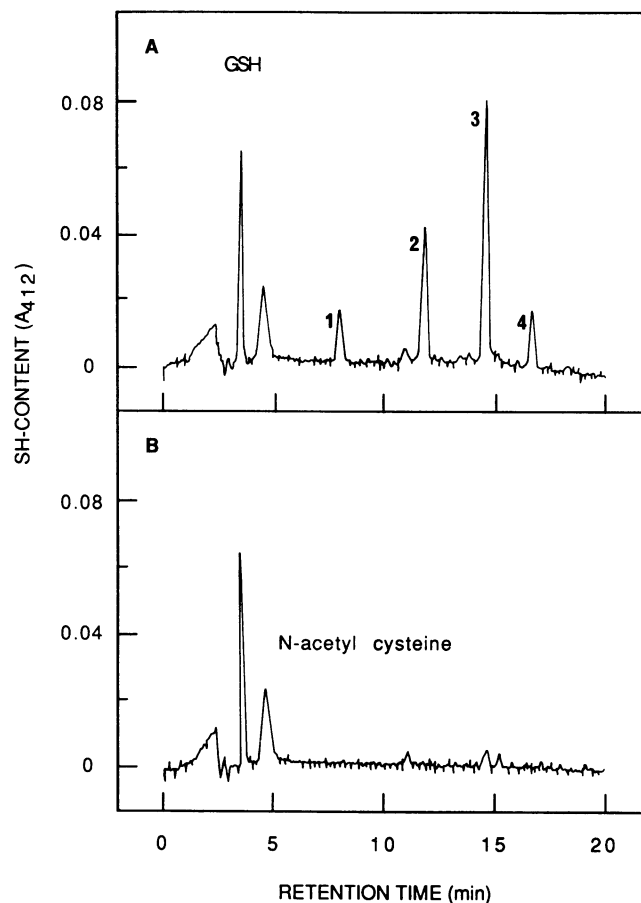 A
GSH
0.08
3
0.04
2
1
4
0
SH-CONTENT (A412)
B
0.08
N-acetyl cysteine
0.04
0
0 5 10 15 20
RETENTION TIME (min)